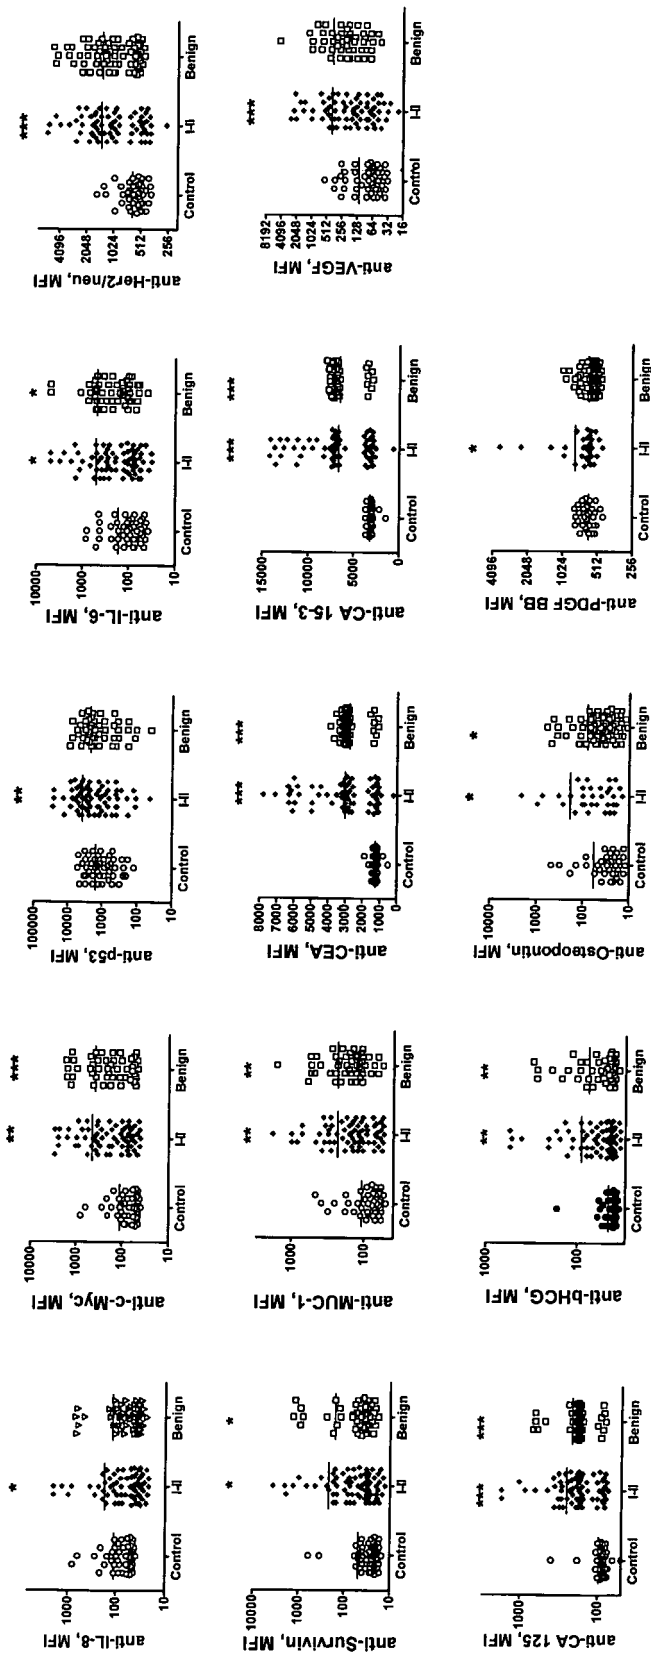 anti-IL-8, MFI
*
1000
100
Control I-II Benign
anti-c-Myc, MFI
** ***
10000
1000
100
10
Control I-II Benign
anti-p53, MFI
**
100000
10000
1000
100
10
Control I-II Benign
anti-IL-6, MFI
* *
10000
1000
100
10
Control I-II Benign
anti-Her2/neu, MFI
***
4096
2048
1024
512
256
Control I-II Benign
anti-Survivin, MFI
* *
10000
1000
100
10
Control I-II Benign
anti-MUC-1, MFI
** **
1000
100
Control I-II Benign
anti-CEA, MFI
*** ***
8000
7000
6000
5000
4000
3000
2000
1000
0
Control I-II Benign
anti-CA 15-3, MFI
*** ***
15000
10000
5000
0
Control I-II Benign
anti-VEGF, MFI
***
8192
4096
2048
1024
512
256
128
64
32
16
Control I-II Benign
anti-CA 125, MFI
*** ***
1000
100
Control I-II Benign
anti-bHCG, MFI
** **
1000
100
Control I-II Benign
anti-Osteopontin, MFI
* *
10000
1000
100
10
Control I-II Benign
anti-PDGF BB, MFI
*
4096
2048
1024
512
256
Control I-II Benign